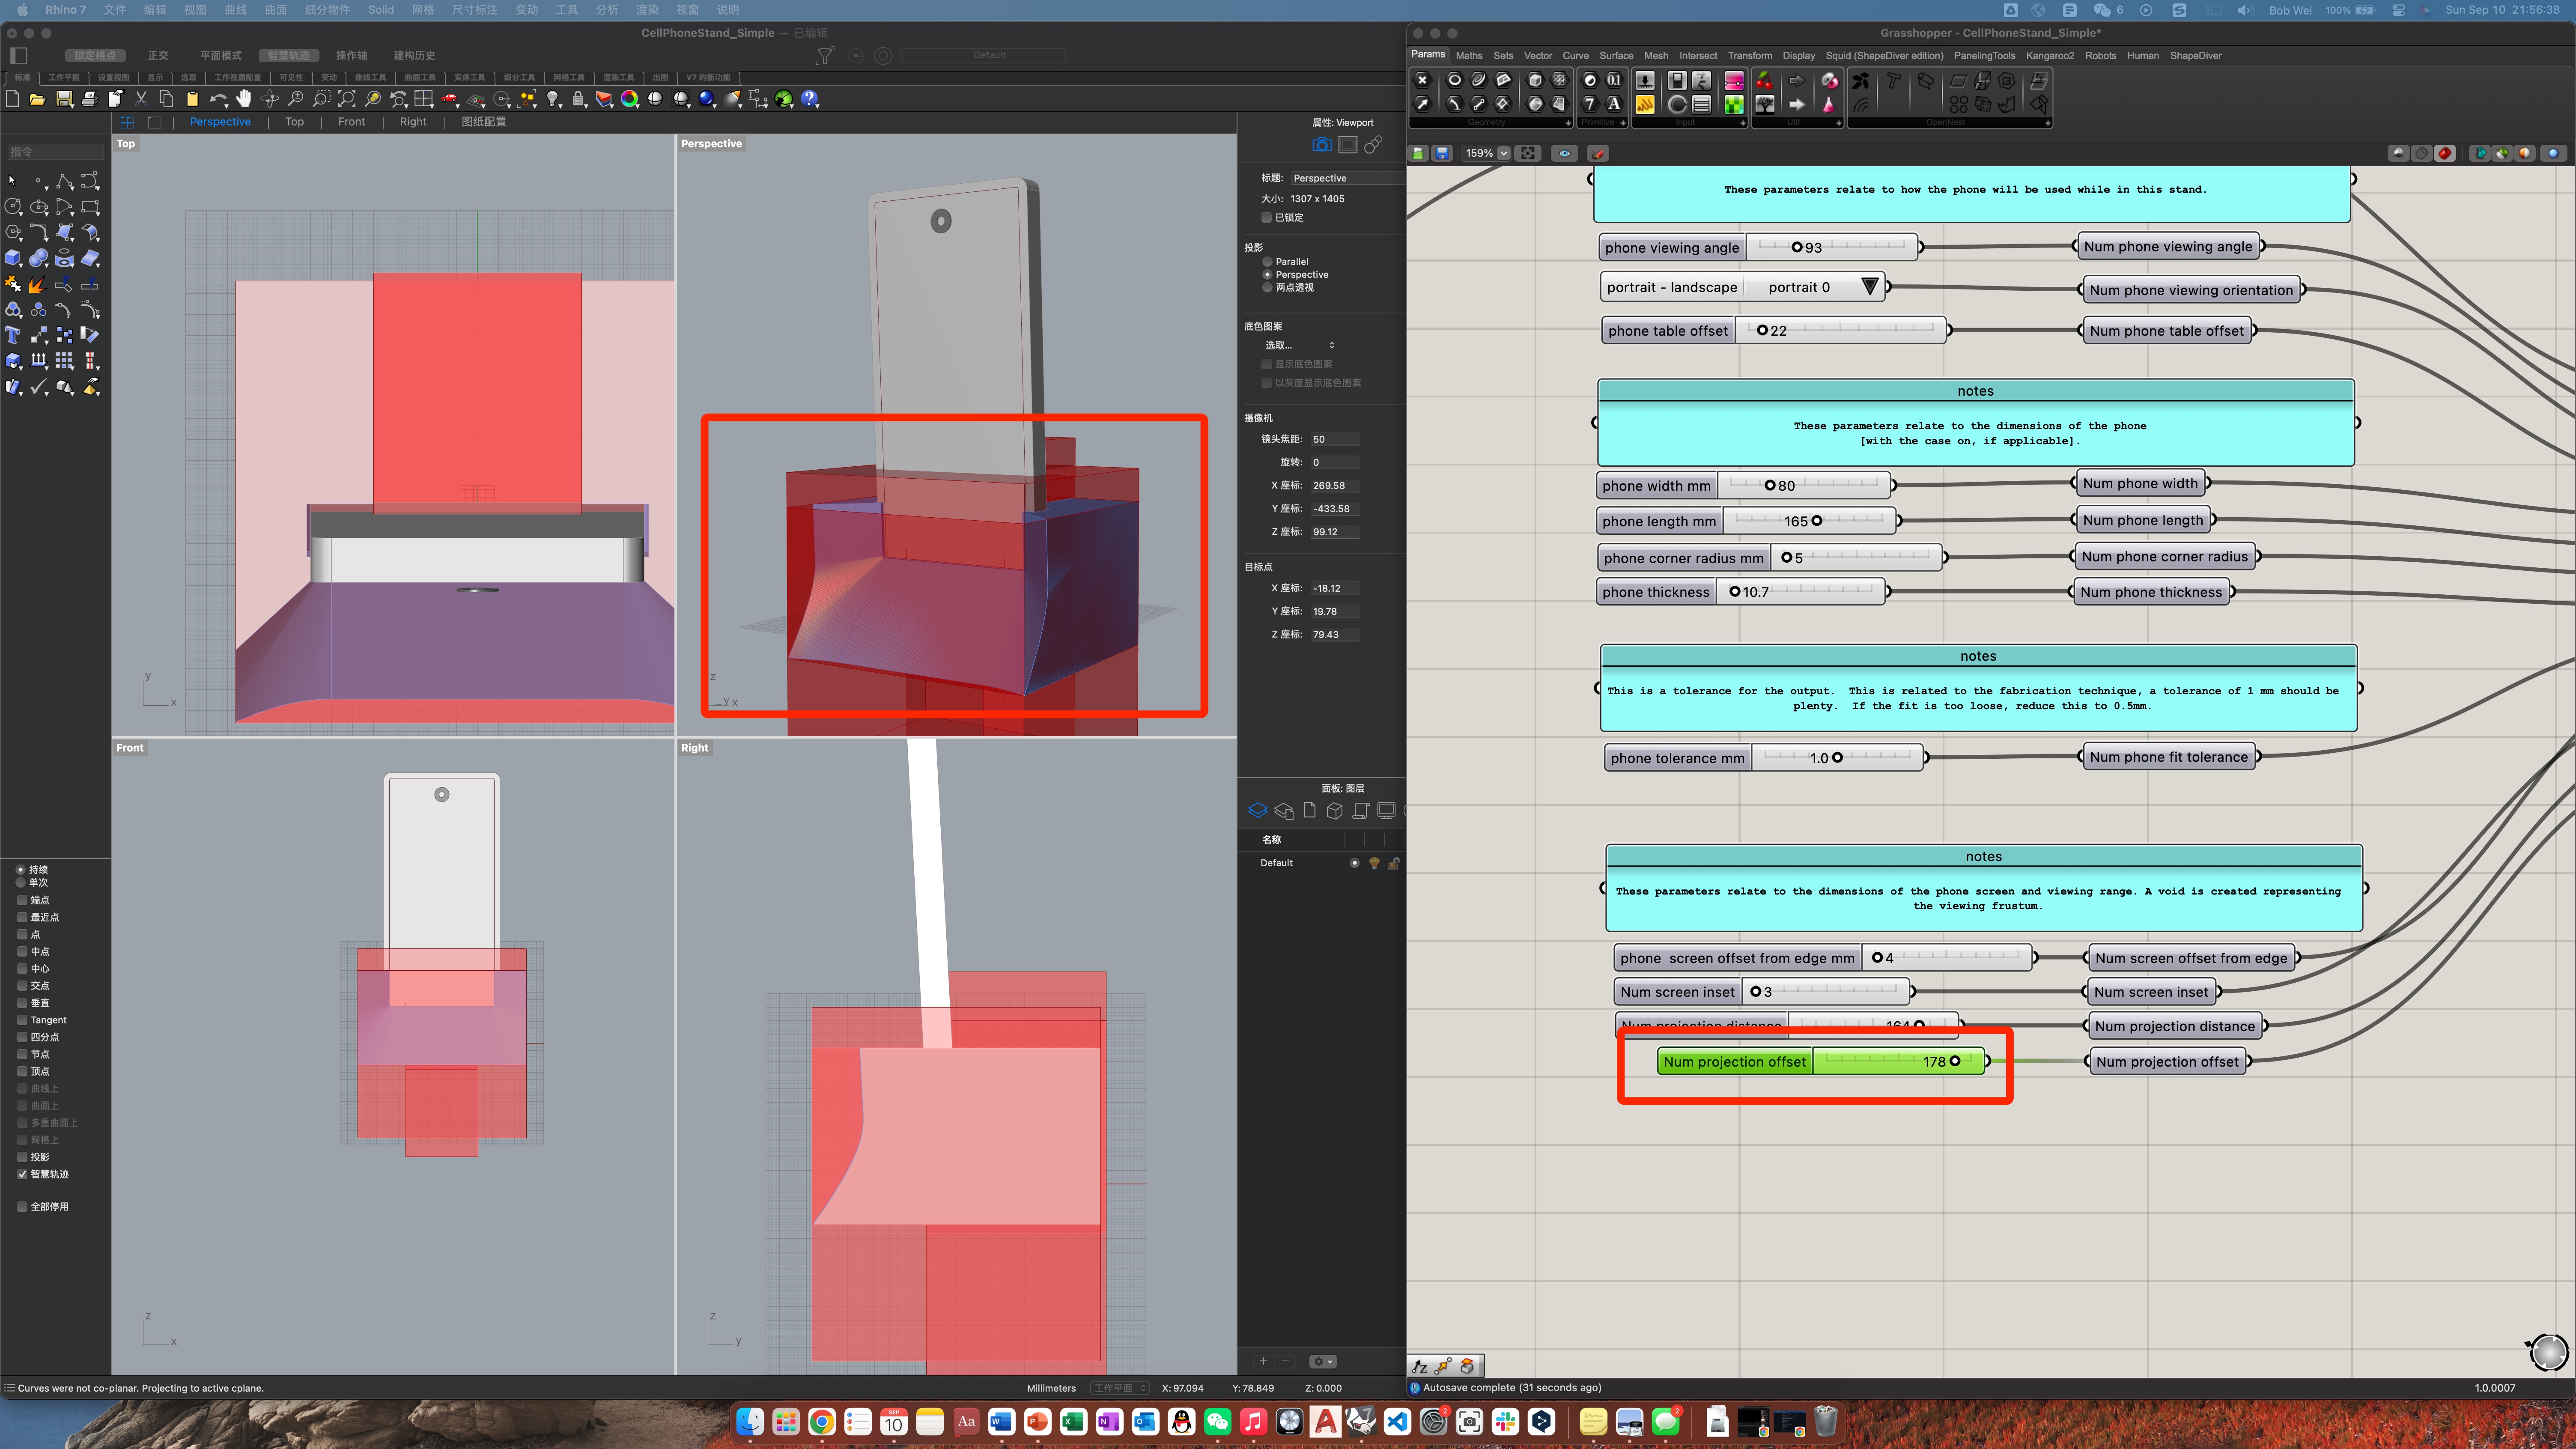 Rhino 7 文件 编辑 视图 曲线 曲面 细分物件 Solid 网格 尺寸标注 变动 工具 分析 渲染 视窗 说明
6 Bob Wei 100% Sun Sep 10 21:56:38
CellPhoneStand_Simple — 已编辑
锁定格点 正交 平面模式 智慧轨迹 操作轴 建构历史 Default
标准 工作平面 设置视图 显示 选取 工作视窗配置 可见性 变动 曲线工具 曲面工具 实体工具 细分工具 网格工具 渲染工具 出图 V7 的新功能
Perspective Top Front Right 图纸配置
指令
Top
Perspective
Front
Right
持续
单次
端点
最近点
点
中点
中心
交点
垂直
Tangent
四分点
节点
顶点
曲线上
曲面上
多重曲面上
网格上
投影
智慧轨迹
全部停用
属性: Viewport
标题: Perspective
大小: 1307 x 1405
已锁定
投影
Parallel
Perspective
两点透视
底色图案
选取...
显示底色图案
以灰度显示底色图案
摄像机
镜头焦距: 50
旋转: 0
X 座标: 269.58
Y 座标: -433.58
Z 座标: 99.12
目标点
X 座标: -18.12
Y 座标: 19.78
Z 座标: 79.43
面板: 图层
名称
Default
Curves were not co-planar. Projecting to active cplane.
Millimeters 工作平面 X: 97.094 Y: 78.849 Z: 0.000
Grasshopper - CellPhoneStand_Simple*
Params Maths Sets Vector Curve Surface Mesh Intersect Transform Display Squid (ShapeDiver edition) PanelingTools Kangaroo2 Robots Human ShapeDiver
Geometry Primitive Input Util OpenNest
159%
These parameters relate to how the phone will be used while in this stand.
phone viewing angle 93 Num phone viewing angle
portrait - landscape portrait 0 Num phone viewing orientation
phone table offset 22 Num phone table offset
notes
These parameters relate to the dimensions of the phone
[with the case on, if applicable].
phone width mm 80 Num phone width
phone length mm 165 Num phone length
phone corner radius mm 5 Num phone corner radius
phone thickness 10.7 Num phone thickness
notes
This is a tolerance for the output. This is related to the fabrication technique, a tolerance of 1 mm should be
plenty. If the fit is too loose, reduce this to 0.5mm.
phone tolerance mm 1.0 Num phone fit tolerance
notes
These parameters relate to the dimensions of the phone screen and viewing range. A void is created representing
the viewing frustum.
phone screen offset from edge mm 4 Num screen offset from edge
Num screen inset 3 Num screen inset
Num projection distance 164 Num projection distance
Num projection offset 178 Num projection offset
Autosave complete (31 seconds ago)
1.0.0007